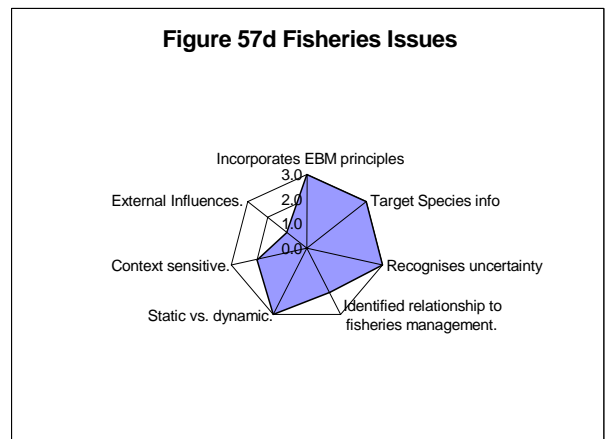 Figure 57d Fisheries Issues
Incorporates EBM principles
3.0
External Influences.
2.0
Target Species info
1.0
0.0
Context sensitive.
Recognises uncertainty
Static vs. dynamic.
Identified relationship to
fisheries management.